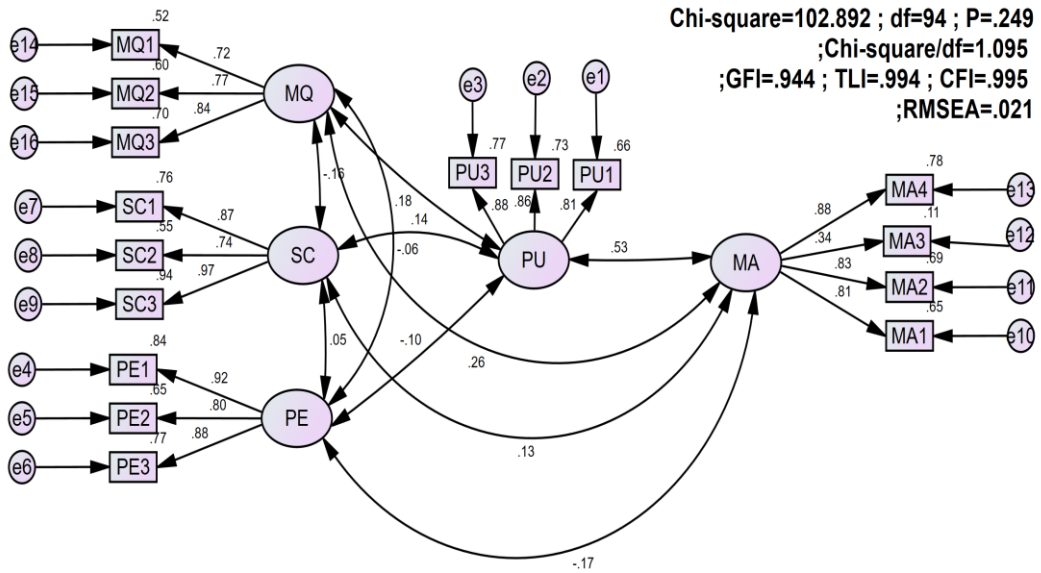 Chi-square=102.892 ; df=94 ; P=.249
;Chi-square/df=1.095
;GFI=.944 ; TLI=.994 ; CFI=.995
;RMSEA=.021
.52
e14 MQ1
.72
.60
e15 MQ2 .77 MQ
.70 .84
e16 MQ3
e3 e2 e1
.77 .73 .66
PU3 PU2 PU1
.88 .86 .81
-.16
.18
.14
-.06
.76
e7 SC1
.87
.55
e8 SC2 .74 SC
.94 .97
e9 SC3
PU .53 MA
.78
.88 MA4 e13
.11
.34 MA3 e12
.69
.83 MA2 e11
.65
.81 MA1 e10
.05
-.10
.26
.84
e4 PE1
.92
.65
e5 PE2 .80 PE
.77 .88
e6 PE3
.13
-.17